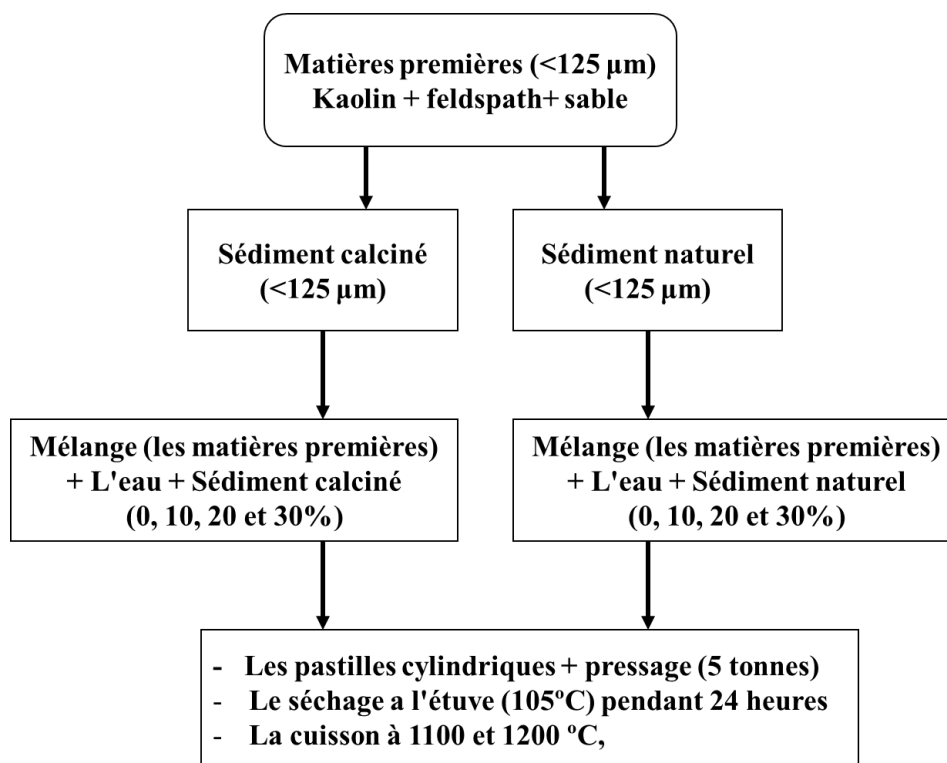 Matières premières (<125 µm)
Kaolin + feldspath+ sable
Sédiment calciné
(<125 µm)
Sédiment naturel
(<125 µm)
Mélange (les matières premières)
+ L'eau + Sédiment calciné
(0, 10, 20 et 30%)
Mélange (les matières premières)
+ L'eau + Sédiment naturel
(0, 10, 20 et 30%)
- Les pastilles cylindriques + pressage (5 tonnes)
- Le séchage a l'étuve (105ºC) pendant 24 heures
- La cuisson à 1100 et 1200 ºC,